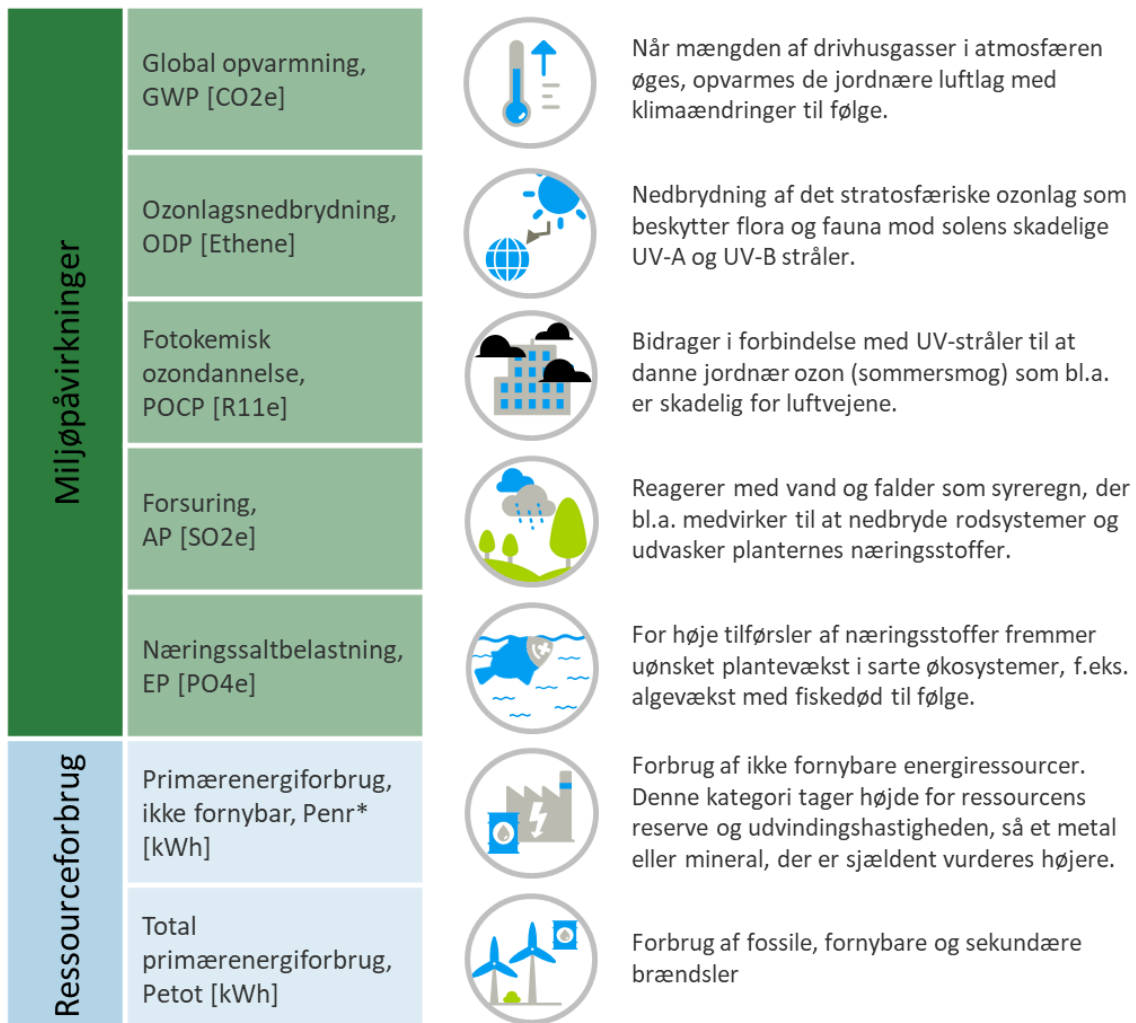 Miljøpåvirkninger
Global opvarmning,
GWP [CO2e]
Når mængden af drivhusgasser i atmosfæren
øges, opvarmes de jordnære luftlag med
klimaændringer til følge.
Ozonlagsnedbrydning,
ODP [Ethene]
Nedbrydning af det stratosfæriske ozonlag som
beskytter flora og fauna mod solens skadelige
UV-A og UV-B stråler.
Fotokemisk
ozondannelse,
POCP [R11e]
Bidrager i forbindelse med UV-stråler til at
danne jordnær ozon (sommersmog) som bl.a.
er skadelig for luftvejene.
Forsuring,
AP [SO2e]
Reagerer med vand og falder som syreregn, der
bl.a. medvirker til at nedbryde rodsystemer og
udvasker planternes næringsstoffer.
Næringssaltbelastning,
EP [PO4e]
For høje tilførsler af næringsstoffer fremmer
uønsket plantevækst i sarte økosystemer, f.eks.
algevækst med fiskedød til følge.
Ressourceforbrug
Primærenergiforbrug,
ikke fornybar, Penr*
[kWh]
Forbrug af ikke fornybare energiressourcer.
Denne kategori tager højde for ressourcens
reserve og udvindingshastigheden, så et metal
eller mineral, der er sjældent vurderes højere.
Total
primærenergiforbrug,
Petot [kWh]
Forbrug af fossile, fornybare og sekundære
brændsler